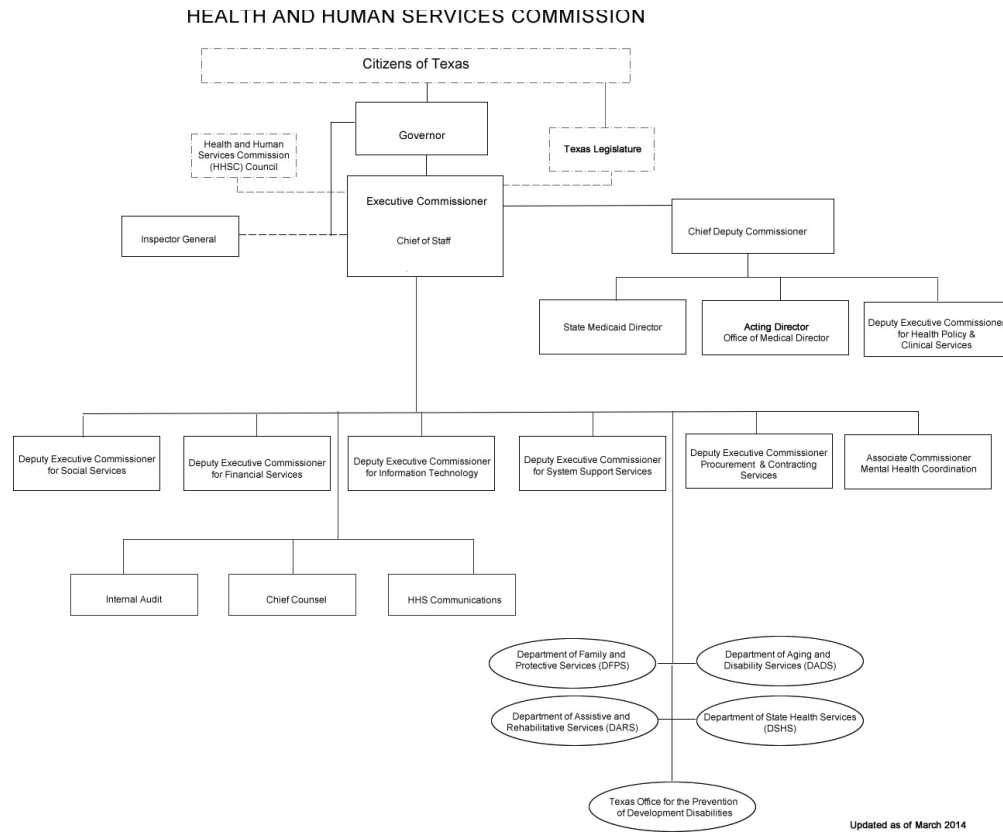 HEALTH AND HUMAN SERVICES COMMISSION
Citizens of Texas
Governor
Health and Human
Services Commission
(HHSC) Council
Texas Legislature
Executive Commissioner
Chief of Staff
Inspector General
Chief Deputy Commissioner
State Medicaid Director
Acting Director
Office of Medical Director
Deputy Executive Commissioner
for Health Policy &
Clinical Services
Deputy Executive Commissioner
for Social Services
Deputy Executive Commissioner
for Financial Services
Deputy Executive Commissioner
for Information Technology
Deputy Executive Commissioner
for System Support Services
Deputy Executive Commissioner
Procurement & Contracting
Services
Associate Commissioner
Mental Health Coordination
Internal Audit
Chief Counsel
HHS Communications
Department of Family and
Protective Services (DFPS)
Department of Aging and
Disability Services (DADS)
Department of Assistive and
Rehabilitative Services (DARS)
Department of State Health Services
(DSHS)
Texas Office for the Prevention
of Development Disabilities
Updated as of March 2014